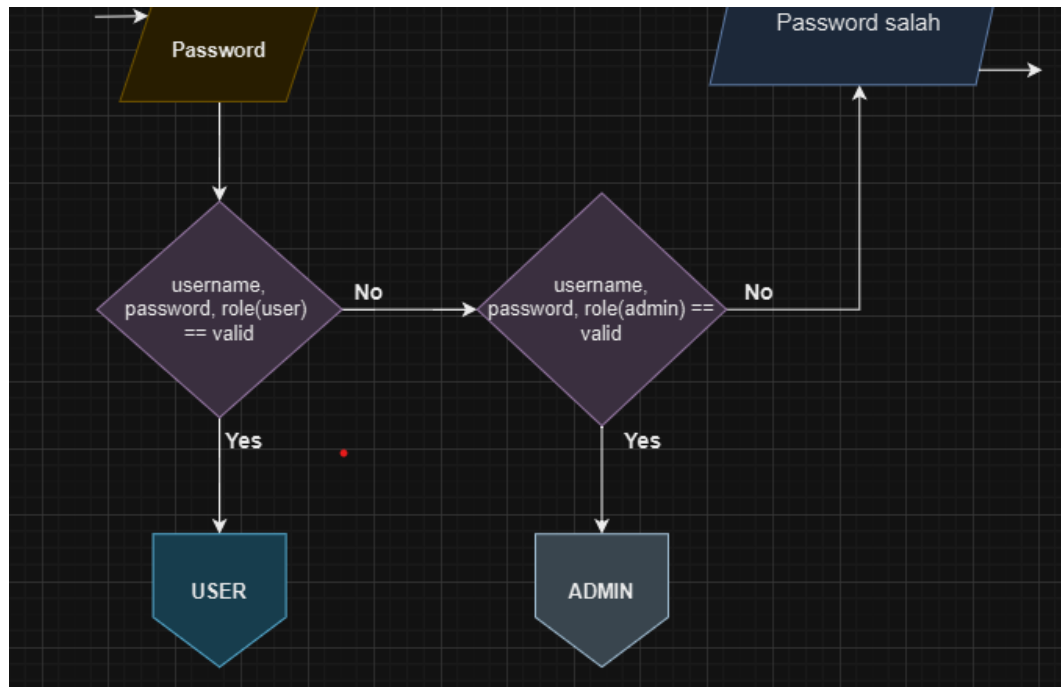 Password salah
Password
username,
password, role(user)
== valid
No
username,
password, role(admin) ==
valid
No
Yes
Yes
USER
ADMIN